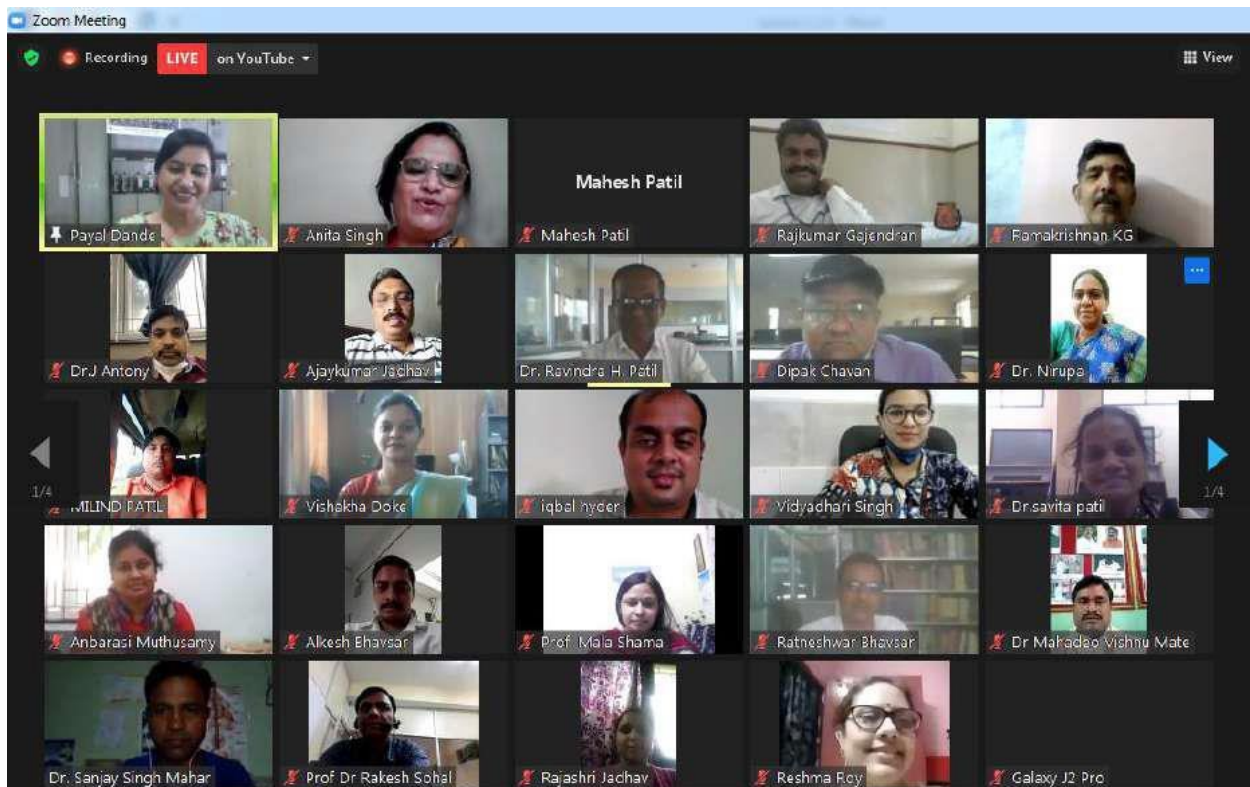 Zoom Meeting
Recording LIVE on YouTube View
Mahesh Patil
Payal Dande Anita Singh Mahesh Patil Rajkumar Gajendran Ramakrishnan KG
Dr.J Antony Ajaykumar Jadhav Dr. Ravindra H. Patil Dipak Chavan Dr. Nirupa
1/4 1/4
MILIND PATIL Vishakha Doke iqbal hyder Vidyadhari Singh Dr.savita patil
Anbarasi Muthusamy Alkesh Bhavsar Prof. Mala Shama Ratneshwar Bhavsar Dr Mahadeo Vishnu Mate
Dr. Sanjay Singh Mahar Prof Dr Rakesh Sohal Rajashri Jadhav Reshma Roy Galaxy J2 Pro